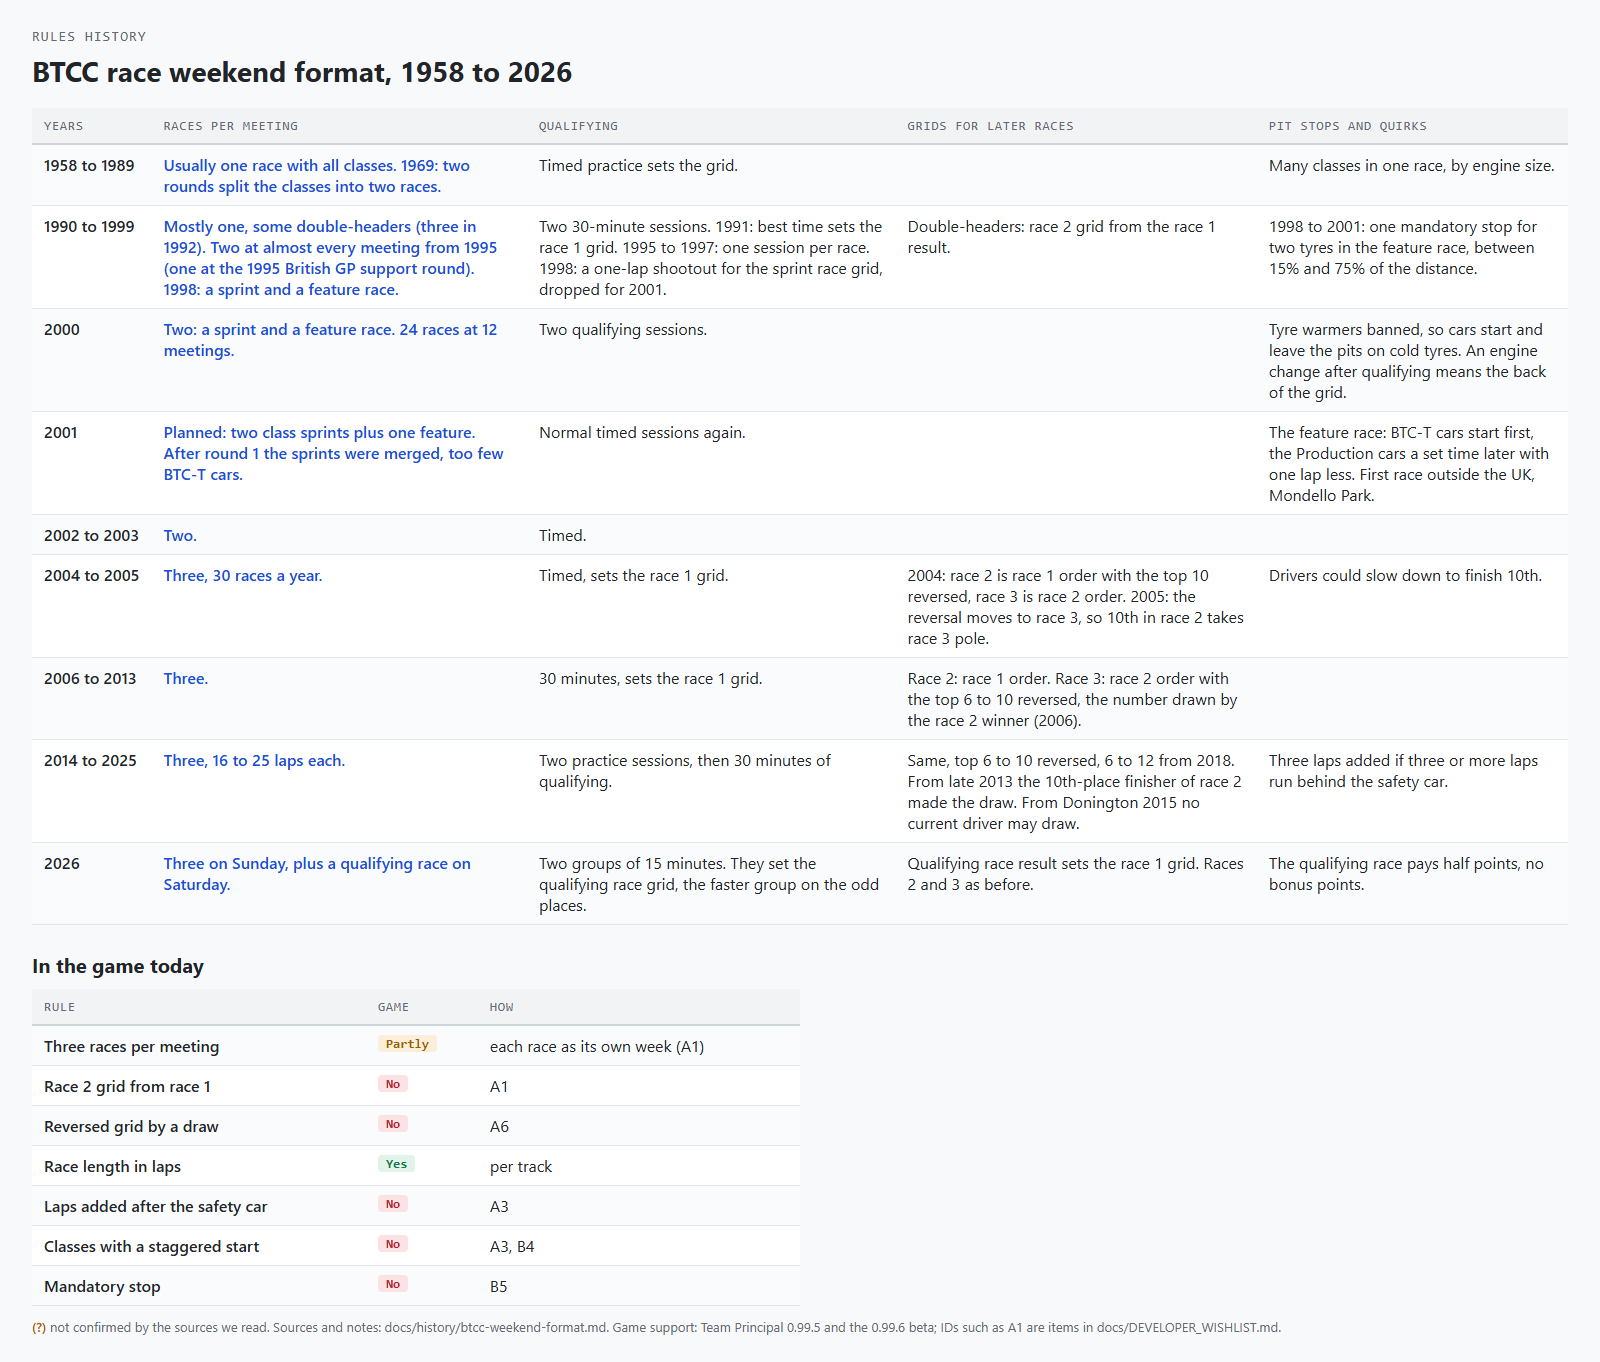 RULES HISTORY
BTCC race weekend format, 1958 to 2026
YEARS RACES PER MEETING QUALIFYING GRIDS FOR LATER RACES PIT STOPS AND QUIRKS
1958 to 1989
Usually one race with all classes. 1969: two
rounds split the classes into two races.
Timed practice sets the grid.
Many classes in one race, by engine size.
1990 to 1999
Mostly one, some double-headers (three in
1992). Two at almost every meeting from 1995
(one at the 1995 British GP support round).
1998: a sprint and a feature race.
Two 30-minute sessions. 1991: best time sets the
race 1 grid. 1995 to 1997: one session per race.
1998: a one-lap shootout for the sprint race grid,
dropped for 2001.
Double-headers: race 2 grid from the race 1
result.
1998 to 2001: one mandatory stop for
two tyres in the feature race, between
15% and 75% of the distance.
2000
Two: a sprint and a feature race. 24 races at 12
meetings.
Two qualifying sessions.
Tyre warmers banned, so cars start and
leave the pits on cold tyres. An engine
change after qualifying means the back
of the grid.
2001
Planned: two class sprints plus one feature.
After round 1 the sprints were merged, too few
BTC-T cars.
Normal timed sessions again.
The feature race: BTC-T cars start first,
the Production cars a set time later with
one lap less. First race outside the UK,
Mondello Park.
2002 to 2003
Two.
Timed.
2004 to 2005
Three, 30 races a year.
Timed, sets the race 1 grid.
2004: race 2 is race 1 order with the top 10
reversed, race 3 is race 2 order. 2005: the
reversal moves to race 3, so 10th in race 2 takes
race 3 pole.
Drivers could slow down to finish 10th.
2006 to 2013
Three.
30 minutes, sets the race 1 grid.
Race 2: race 1 order. Race 3: race 2 order with
the top 6 to 10 reversed, the number drawn by
the race 2 winner (2006).
2014 to 2025
Three, 16 to 25 laps each.
Two practice sessions, then 30 minutes of
qualifying.
Same, top 6 to 10 reversed, 6 to 12 from 2018.
From late 2013 the 10th-place finisher of race 2
made the draw. From Donington 2015 no
current driver may draw.
Three laps added if three or more laps
run behind the safety car.
2026
Three on Sunday, plus a qualifying race on
Saturday.
Two groups of 15 minutes. They set the
qualifying race grid, the faster group on the odd
places.
Qualifying race result sets the race 1 grid. Races
2 and 3 as before.
The qualifying race pays half points, no
bonus points.
In the game today
RULE GAME HOW
Three races per meeting Partly each race as its own week (A1)
Race 2 grid from race 1 No A1
Reversed grid by a draw No A6
Race length in laps Yes per track
Laps added after the safety car No A3
Classes with a staggered start No A3, B4
Mandatory stop No B5
(?) not confirmed by the sources we read. Sources and notes: docs/history/btcc-weekend-format.md. Game support: Team Principal 0.99.5 and the 0.99.6 beta; IDs such as A1 are items in docs/DEVELOPER_WISHLIST.md.